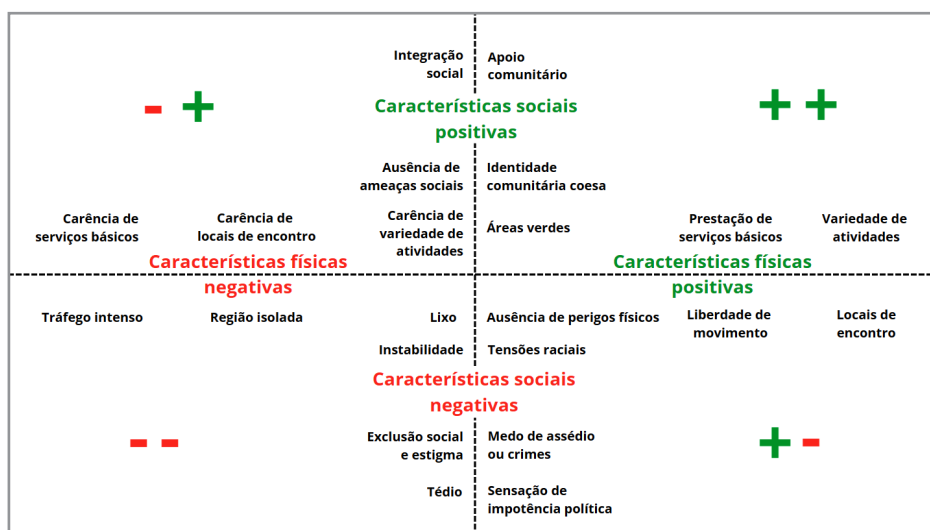 Integração
social
Apoio
comunitário
- +
Características sociais
positivas
+ +
Ausência de
ameaças sociais
Identidade
comunitária coesa
Carência de
serviços básicos
Carência de
locais de encontro
Carência de
variedade de
atividades
Áreas verdes
Prestação de
serviços básicos
Variedade de
atividades
Características físicas
negativas
Características físicas
positivas
Tráfego intenso
Região isolada
Lixo
Ausência de perigos físicos
Liberdade de
movimento
Locais de
encontro
Instabilidade
Tensões raciais
Características sociais
negativas
- -
Exclusão social
e estigma
Medo de assédio
ou crimes
+ -
Tédio
Sensação de
impotência política